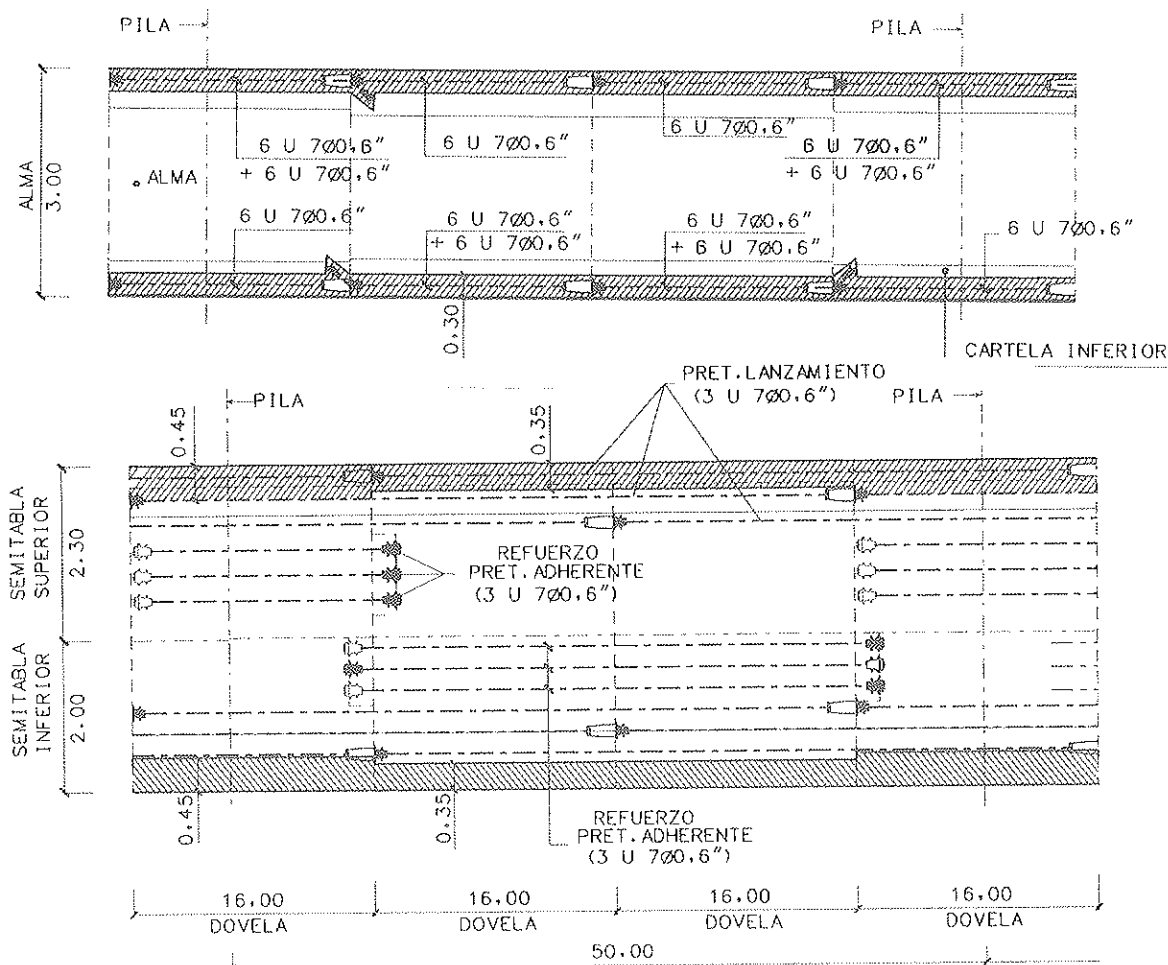 PILA
PILA
ALMA
3.00
6 U 7Ø0,6"
+ 6 U 7Ø0,6"
6 U 7Ø0,6"
6 U 7Ø0,6"
6 U 7Ø0,6"
+ 6 U 7Ø0,6"
ALMA
6 U 7Ø0,6"
6 U 7Ø0,6"
+ 6 U 7Ø0,6"
6 U 7Ø0,6"
+ 6 U 7Ø0,6"
6 U 7Ø0,6"
0,30
CARTELA INFERIOR
PILA
PRET.LANZAMIENTO
(3 U 7Ø0,6")
PILA
0,45
0,35
SEMITABLA
SUPERIOR
2.30
REFUERZO
PRET.ADHERENTE
(3 U 7Ø0,6")
SEMITABLA
INFERIOR
2.00
0,45
0,35
REFUERZO
PRET.ADHERENTE
(3 U 7Ø0,6")
16,00
DOVELA
16,00
DOVELA
16,00
DOVELA
16,00
DOVELA
50.00